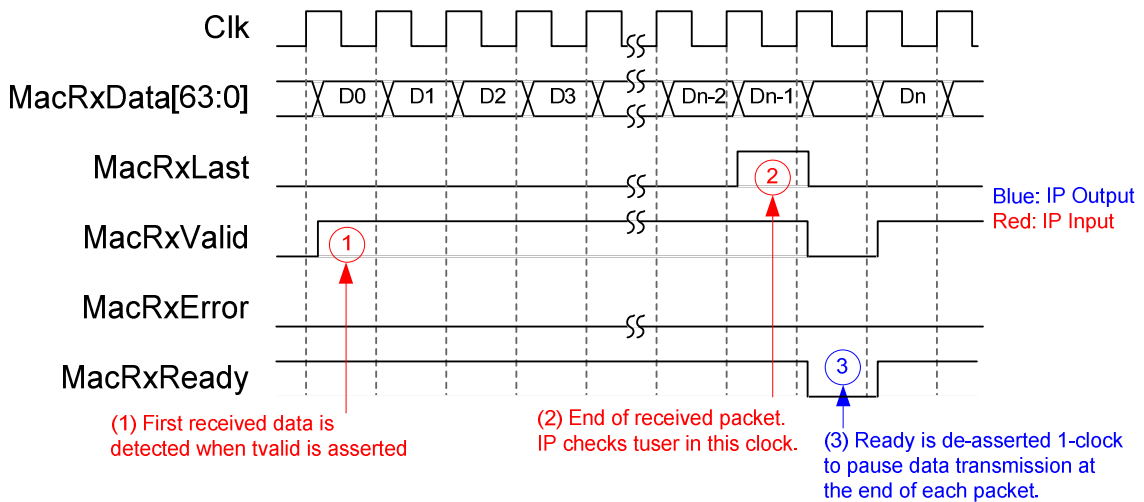 Clk
MacRxData[63:0]
D0 D1 D2 D3 Dn-2 Dn-1 Dn
MacRxLast
2
Blue: IP Output
Red: IP Input
MacRxValid
1
MacRxError
MacRxReady
3
(1) First received data is
detected when tvalid is asserted
(2) End of received packet.
IP checks tuser in this clock.
(3) Ready is de-asserted 1-clock
to pause data transmission at
the end of each packet.